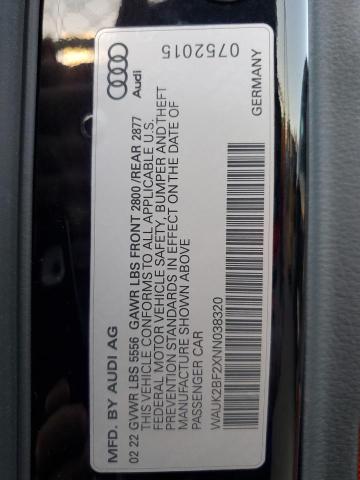 MFD. BY AUDI AG
02 22 GVWR LBS 5556 GAWR LBS FRONT 2800 /REAR 2877
THIS VEHICLE CONFORMS TO ALL APPLICABLE U.S.
FEDERAL MOTOR VEHICLE SAFETY, BUMPER AND THEFT
PREVENTION STANDARDS IN EFFECT ON THE DATE OF
MANUFACTURE SHOWN ABOVE
PASSENGER CAR
WAUK2BF2XNN038320
Audi
0752015
GERMANY